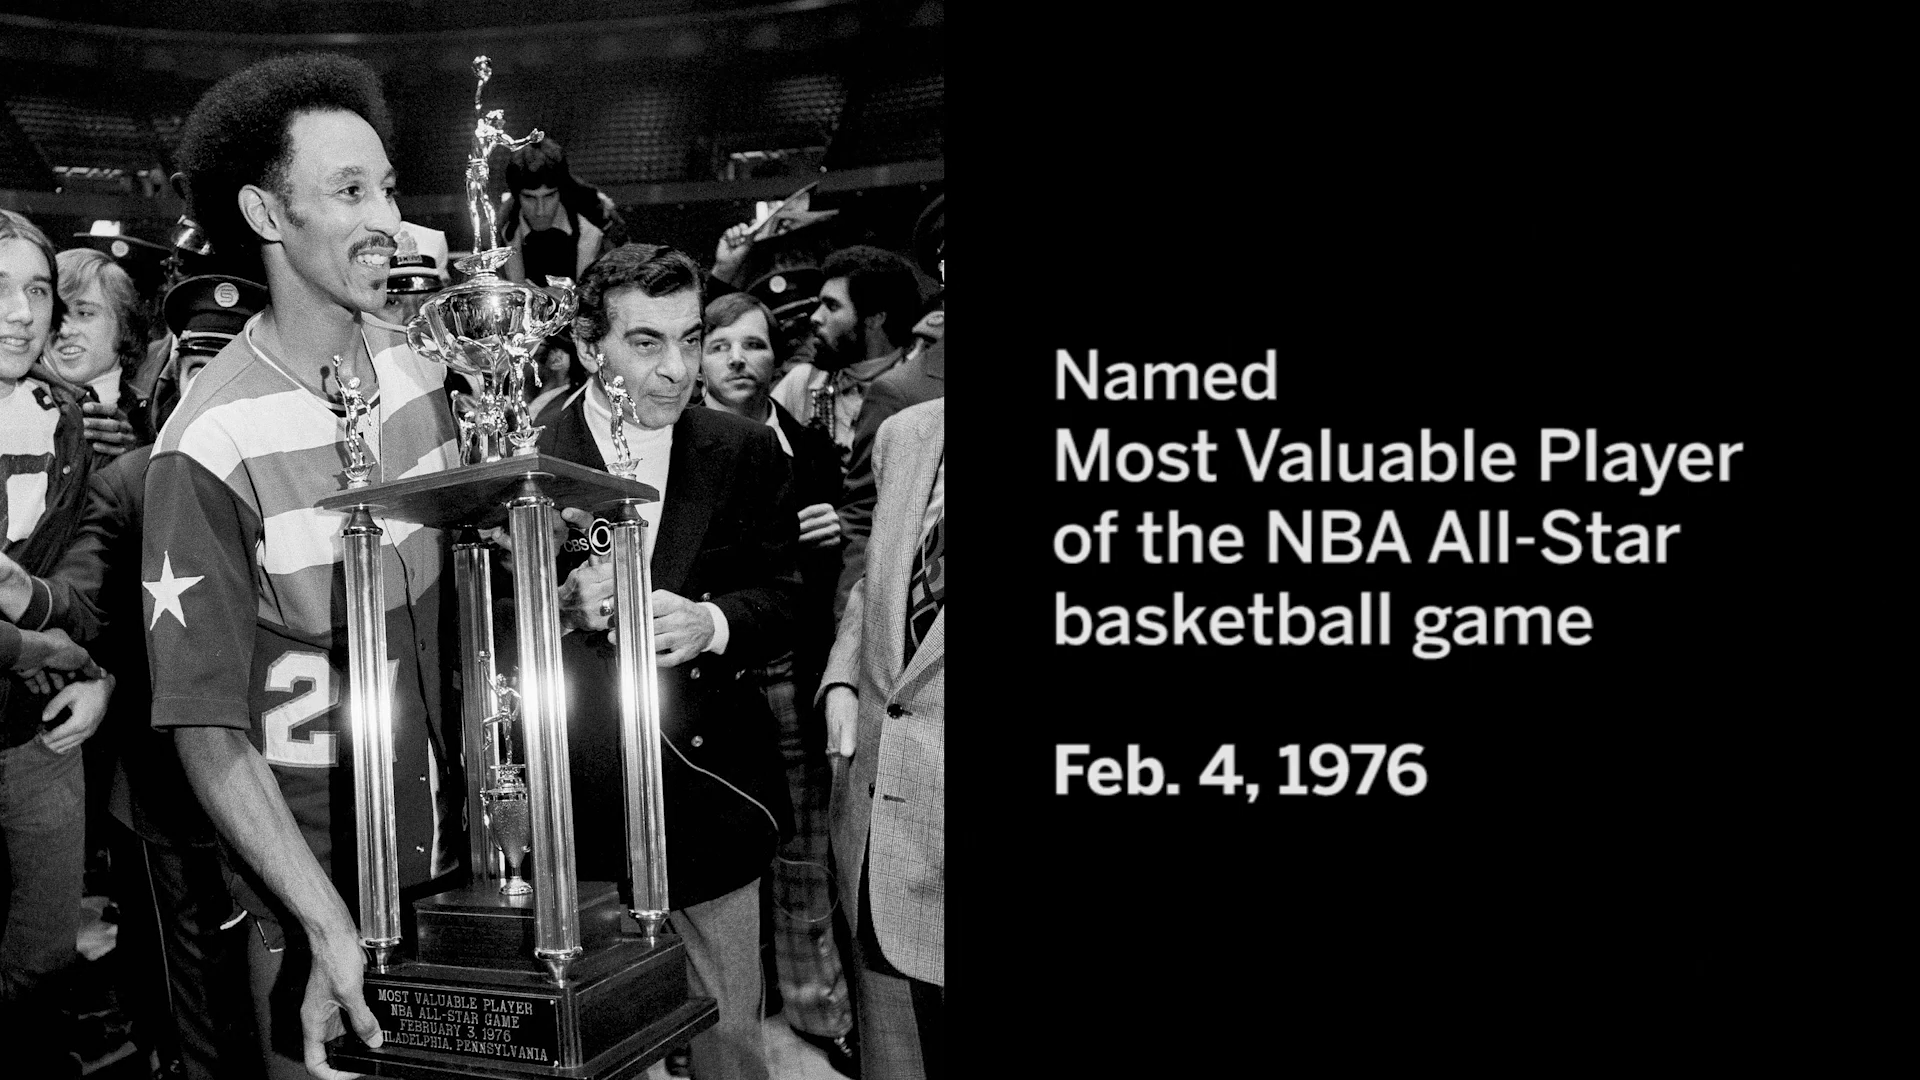 CBS
2
MOST VALUABLE PLAYER
NBA ALL-STAR GAME
FEBRUARY 3, 1976
PHILADELPHIA, PENNSYLVANIA
Named
Most Valuable Player
of the NBA All-Star
basketball game
Feb. 4, 1976